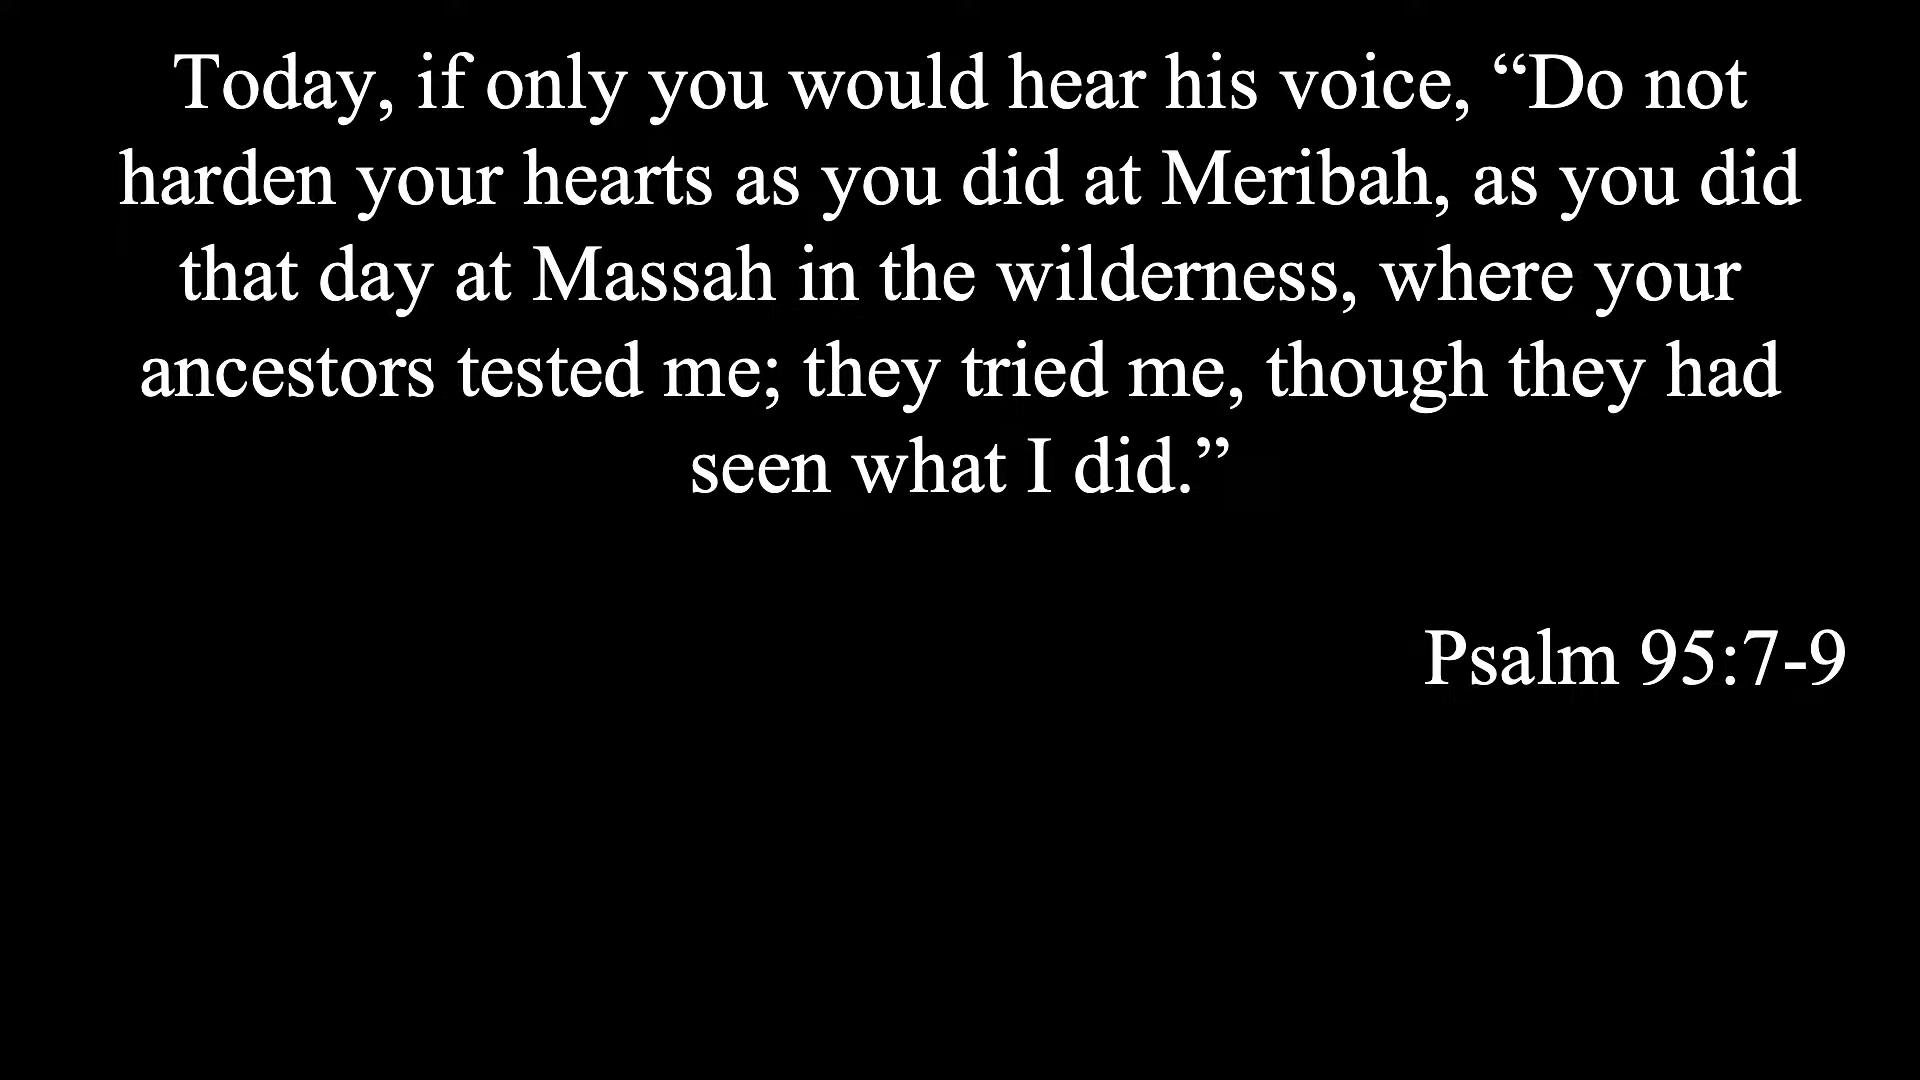 Today, if only you would hear his voice, “Do not
harden your hearts as you did at Meribah, as you did
that day at Massah in the wilderness, where your
ancestors tested me; they tried me, though they had
seen what I did.”
Psalm 95:7-9